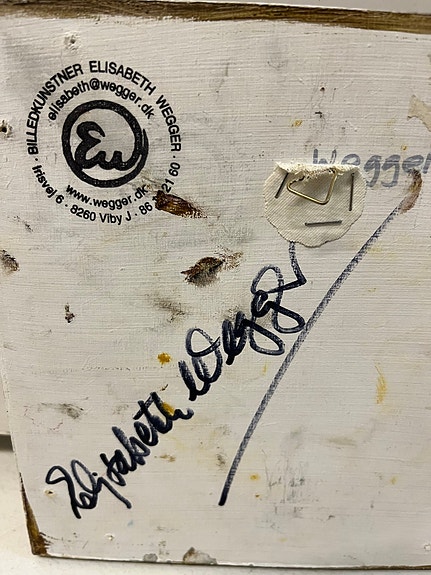 BILLEDKUNSTNER ELISABETH WEGGER
elisabeth@wegger.dk
Ew
www.wegger.dk
Irisvej 6 · 8260 Viby J · 86 21 60
Wegger
Elisabeth Wegger